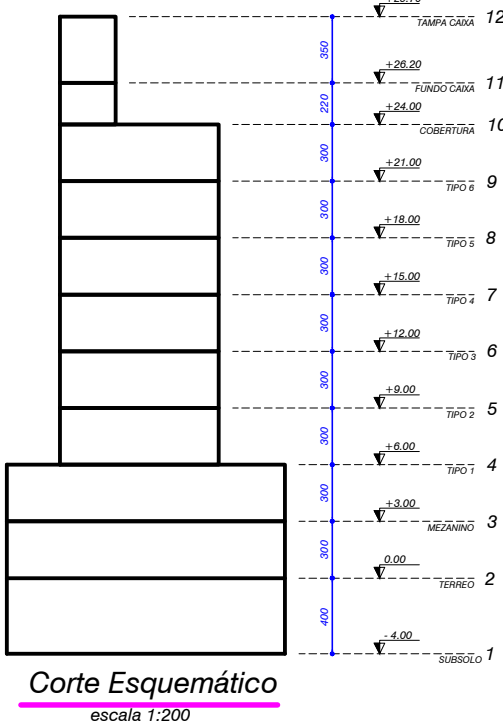 TAMPA CAIXA 12
350
+26.20
FUNDO CAIXA 11
220
+24.00
COBERTURA 10
300
+21.00
TIPO 6 9
300
+18.00
TIPO 5 8
300
+15.00
TIPO 4 7
300
+12.00
TIPO 3 6
300
+9.00
TIPO 2 5
300
+6.00
TIPO 1 4
300
+3.00
MEZANINO 3
300
0.00
TERREO 2
400
- 4.00
SUBSOLO 1
Corte Esquemático
escala 1:200